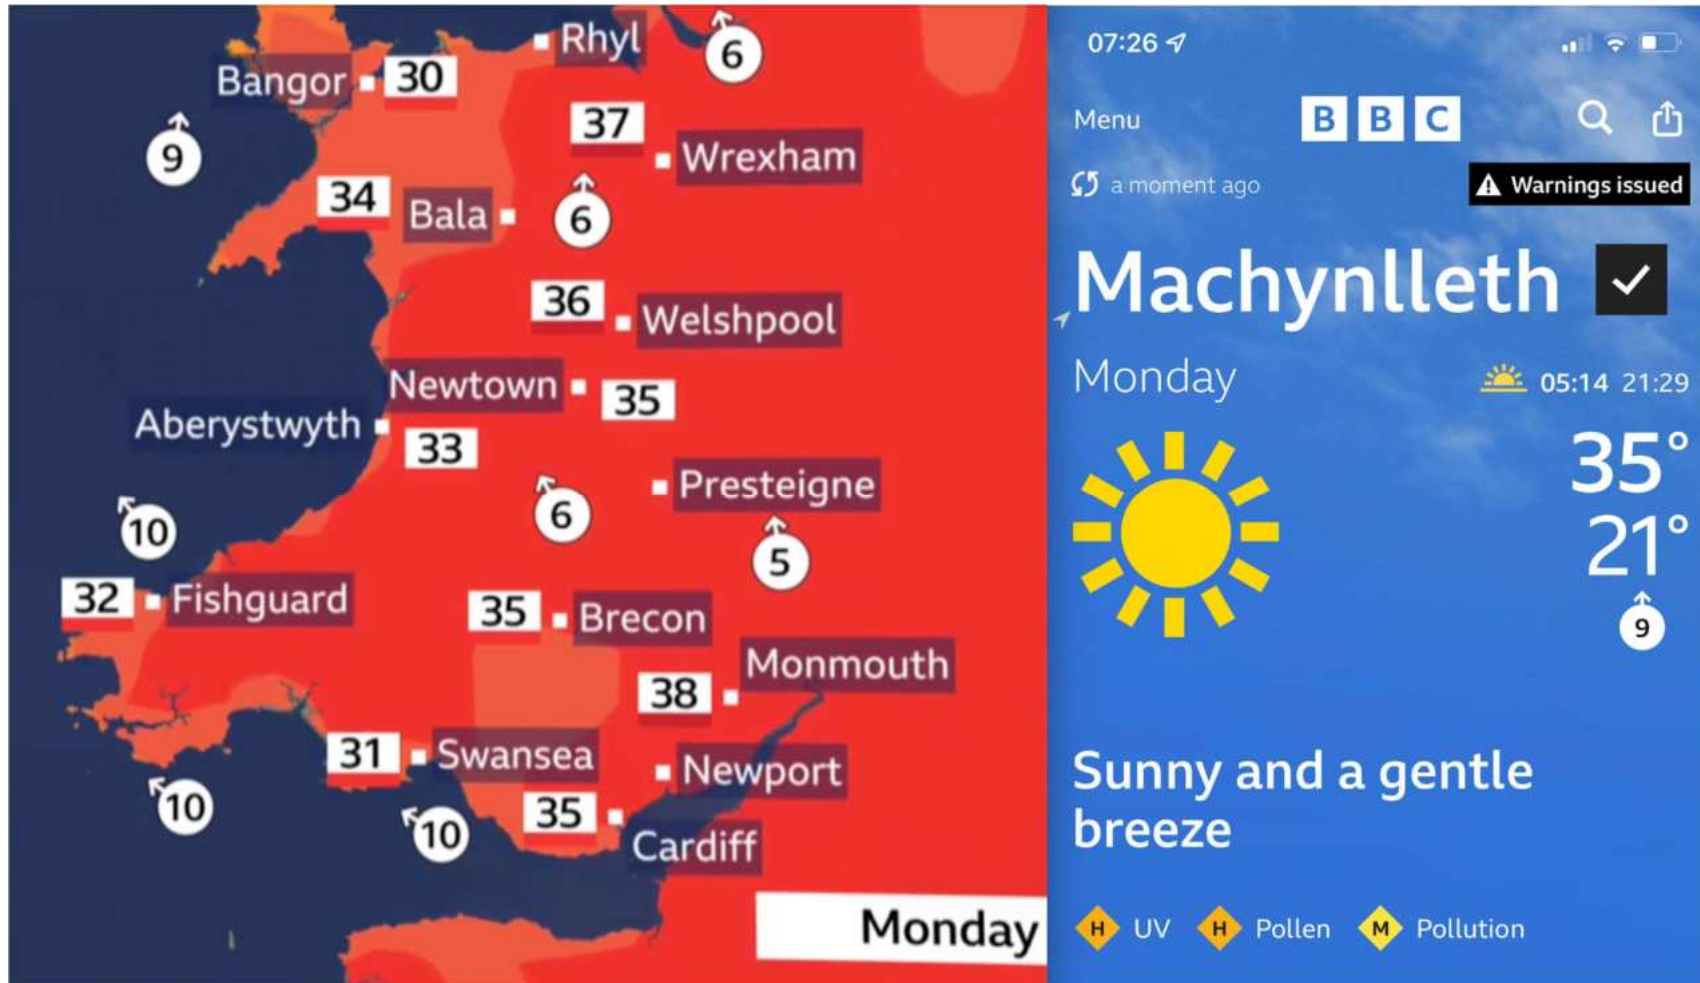 Rhyl
6
Bangor
30
37
9
Wrexham
34
Bala
6
36
Welshpool
Newtown
35
Aberystwyth
33
Presteigne
10
6
5
32
Fishguard
35
Brecon
Monmouth
38
31
Swansea
Newport
10
10
35
Cardiff
Monday
07:26
Menu
BBC
a moment ago
Warnings issued
Machynlleth
Monday
05:14 21:29
35°
21°
9
Sunny and a gentle
breeze
H UV H Pollen M Pollution